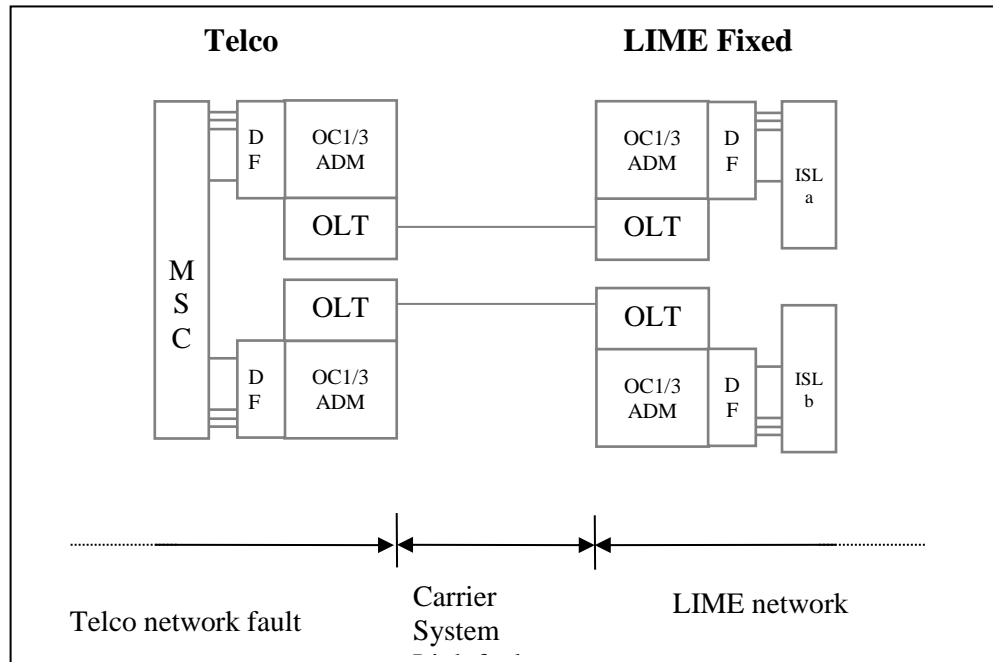 Telco LIME Fixed
D F OC1/3 ADM OC1/3 ADM D F ISL a
OLT OLT
MSC
OLT OLT
D F OC1/3 ADM OC1/3 ADM D F ISL b
Telco network fault Carrier System LIME network